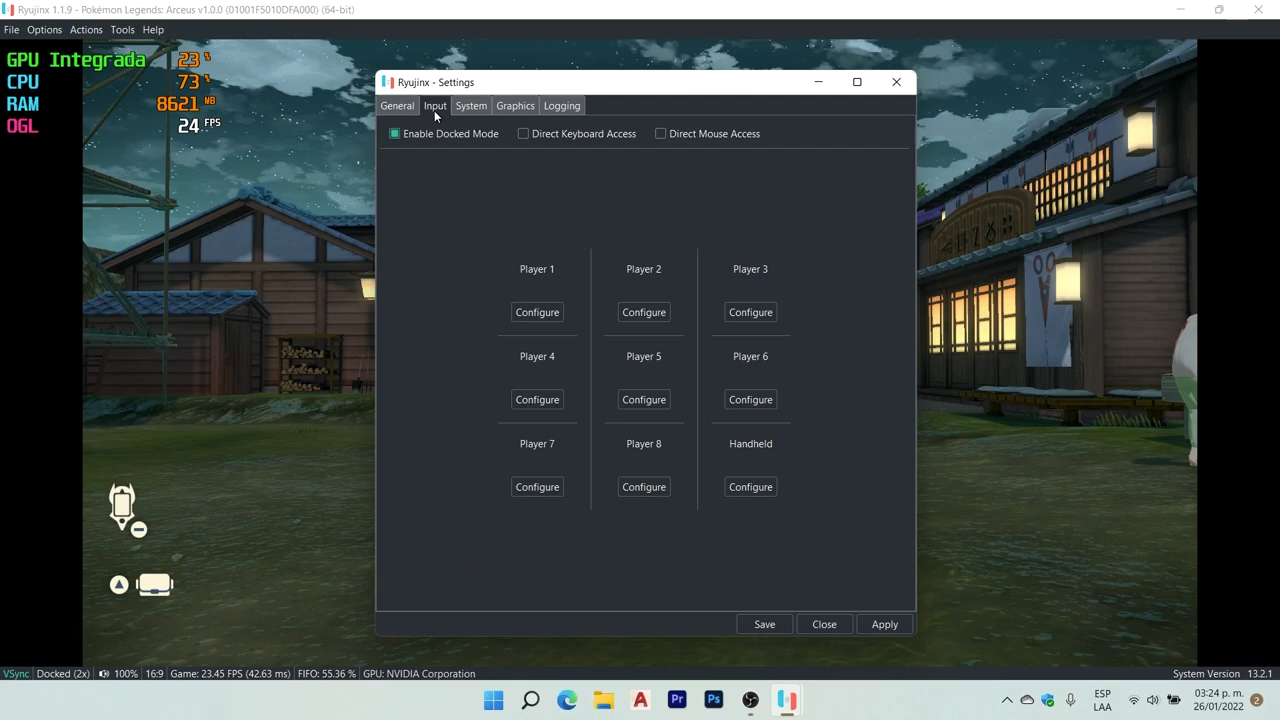 Ryujinx 1.1.9 - Pokémon Legends: Arceus v1.0.0 (01001F5010DFA000) (64-bit)
File Options Actions Tools Help
GPU Integrada 23 %
CPU 73 %
RAM 8621 MB
OGL 24 FPS
Ryujinx - Settings
General Input System Graphics Logging
Enable Docked Mode Direct Keyboard Access Direct Mouse Access
Player 1 Player 2 Player 3
Configure Configure Configure
Player 4 Player 5 Player 6
Configure Configure Configure
Player 7 Player 8 Handheld
Configure Configure Configure
Save Close Apply
VSync Docked (2x) 100% 16:9 Game: 23.45 FPS (42.63 ms) FIFO: 55.36 % GPU: NVIDIA Corporation System Version 13.2.1
A Pr Ps
ESP 03:24 p. m.
LAA 26/01/2022 2